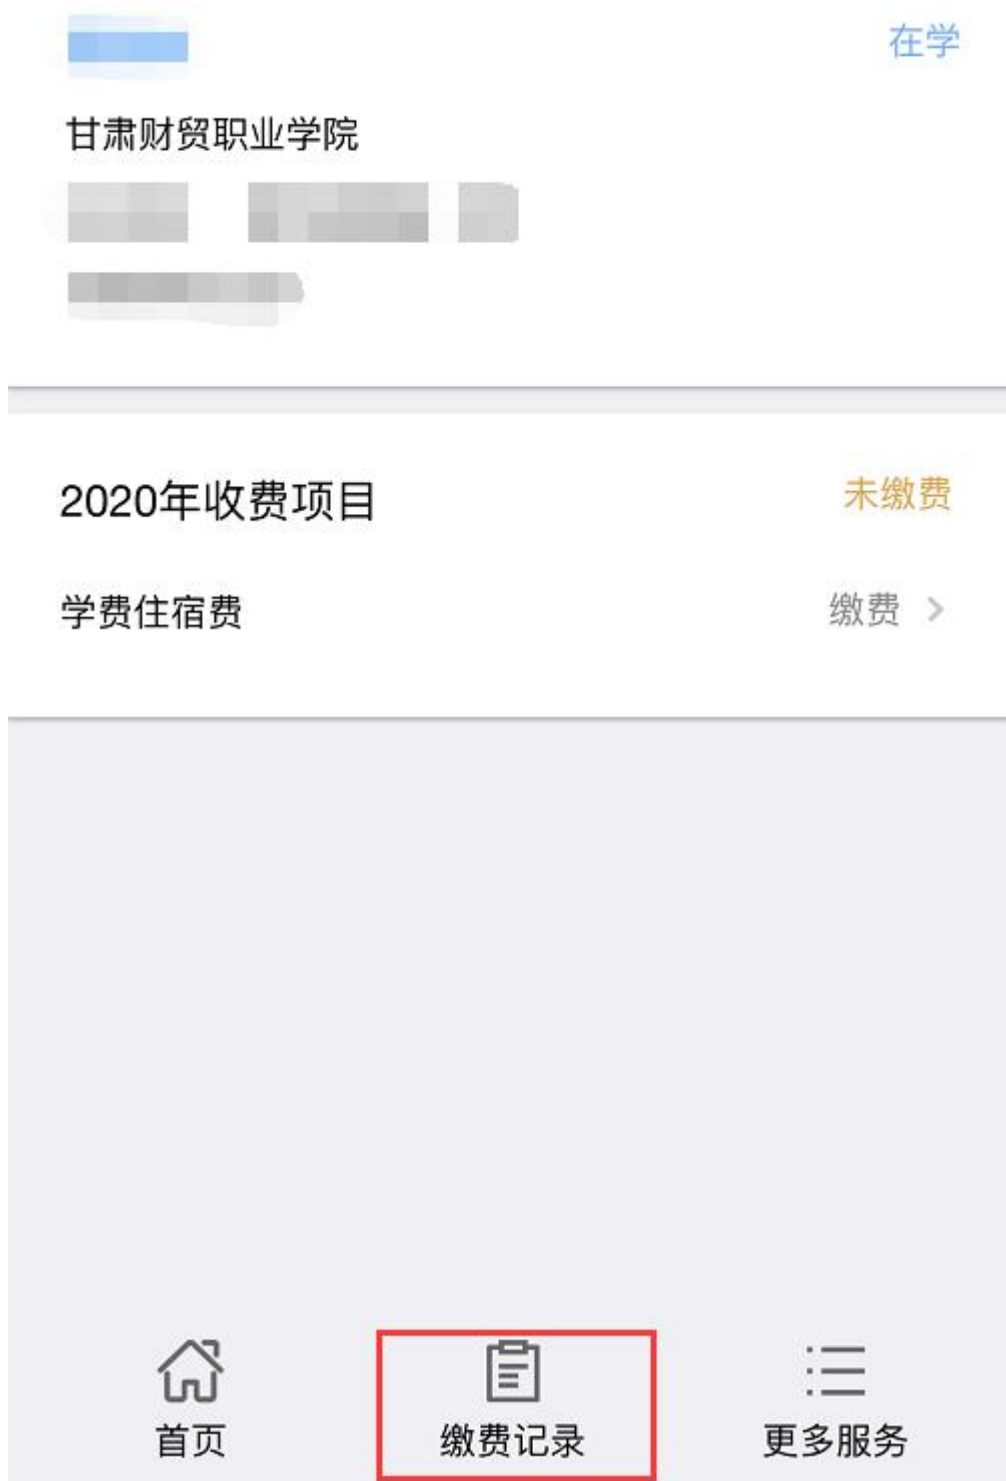 在学
甘肃财贸职业学院
2020年收费项目
未缴费
学费住宿费
缴费 >
首页
缴费记录
更多服务